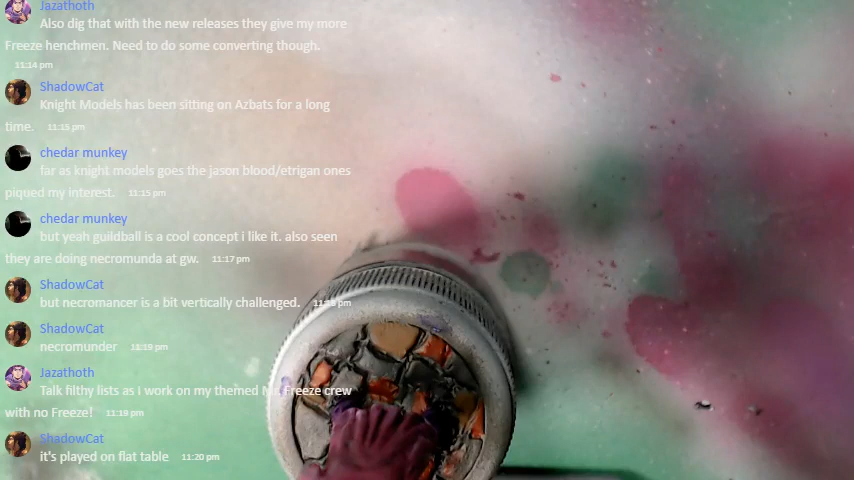 Jazathoth
Also dig that with the new releases they give my more
Freeze henchmen. Need to do some converting though.
11:14 pm
ShadowCat
Knight Models has been sitting on Azbats for a long
time. 11:15 pm
chedar munkey
far as knight models goes the jason blood/etrigan ones
piqued my interest. 11:15 pm
chedar munkey
but yeah guildball is a cool concept i like it. also seen
they are doing necromunda at gw. 11:17 pm
ShadowCat
but necromancer is a bit vertically challenged. 11:19 pm
ShadowCat
necromunder 11:19 pm
Jazathoth
Talk filthy lists as i work on my themed Mr. Freeze crew
with no Freeze! 11:19 pm
ShadowCat
it's played on flat table 11:20 pm